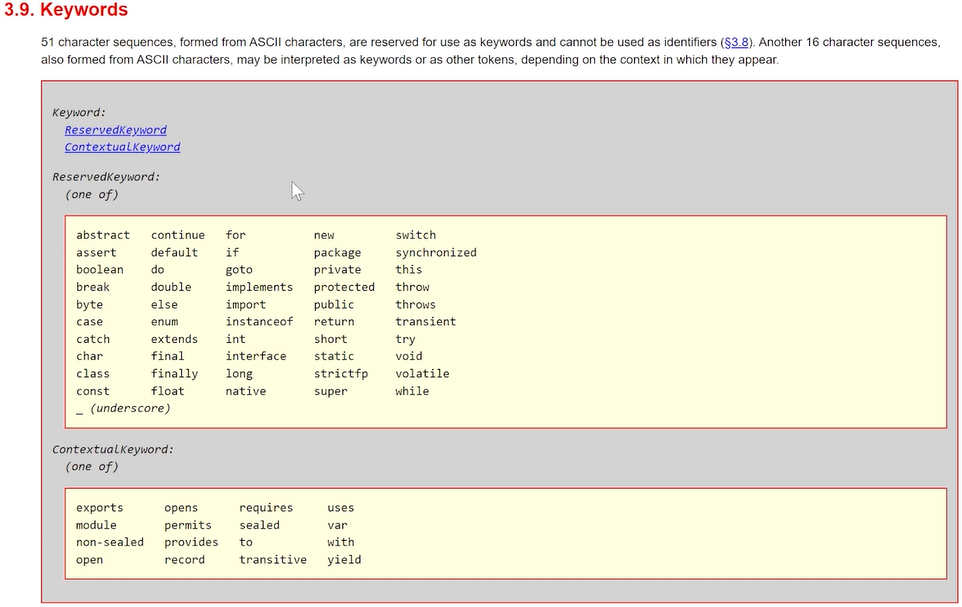 3.9. Keywords
51 character sequences, formed from ASCII characters, are reserved for use as keywords and cannot be used as identifiers (§3.8). Another 16 character sequences,
also formed from ASCII characters, may be interpreted as keywords or as other tokens, depending on the context in which they appear.
Keyword:
ReservedKeyword
ContextualKeyword
ReservedKeyword:
(one of)
abstract continue for new switch
assert default if package synchronized
boolean do goto private this
break double implements protected throw
byte else import public throws
case enum instanceof return transient
catch extends int short try
char final interface static void
class finally long strictfp volatile
const float native super while
_ (underscore)
ContextualKeyword:
(one of)
exports opens requires uses
module permits sealed var
non-sealed provides to with
open record transitive yield